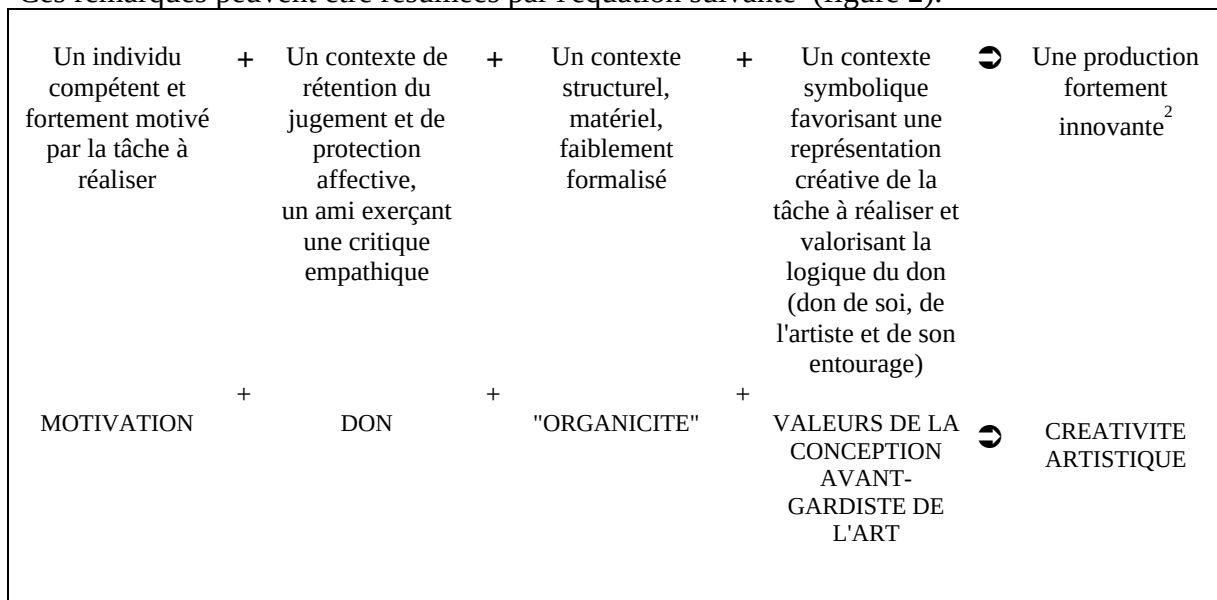 Ces remarques peuvent être résumées par l'équation suivante (figure 2).
Un individu
compétent et
fortement motivé
par la tâche à
réaliser
+
Un contexte de
rétention du
jugement et de
protection
affective,
un ami exerçant
une critique
empathique
+
Un contexte
structurel,
matériel,
faiblement
formalisé
+
Un contexte
symbolique
favorisant une
représentation
créative de la
tâche à réaliser et
valorisant la
logique du don
(don de soi, de
l'artiste et de son
entourage)
➲
Une production
fortement
innovante2
+
+
+
MOTIVATION
DON
"ORGANICITE"
VALEURS DE LA
CONCEPTION
AVANT-
GARDISTE DE
L'ART
➲
CREATIVITE
ARTISTIQUE